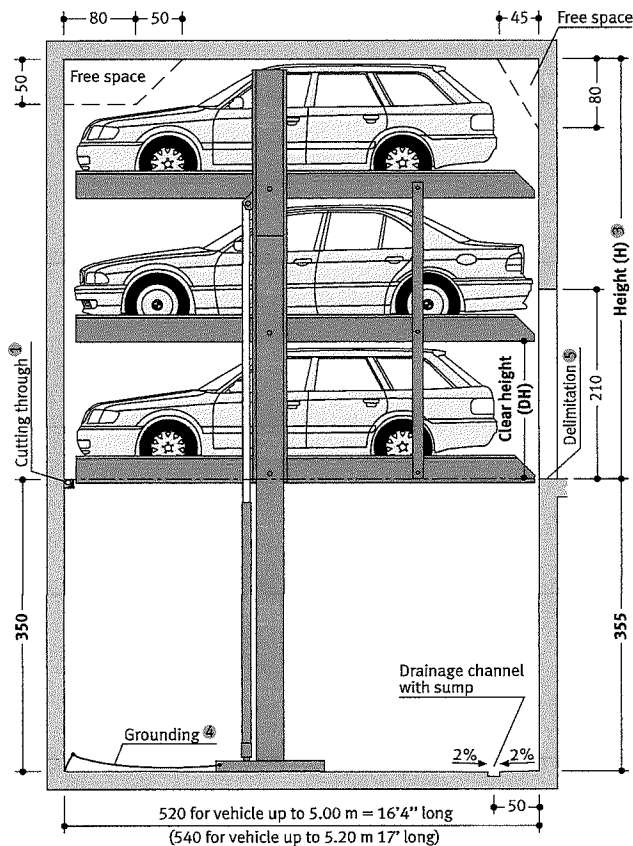 80
50
45
Free space
Free space
50
80
Height (H) ③
Cutting through ①
Clear height
(DH)
Delimitation ⑤
210
350
355
Drainage channel
with sump
Grounding ④
2%
2%
50
520 for vehicle up to 5.00 m = 16'4" long
(540 for vehicle up to 5.20 m 17' long)